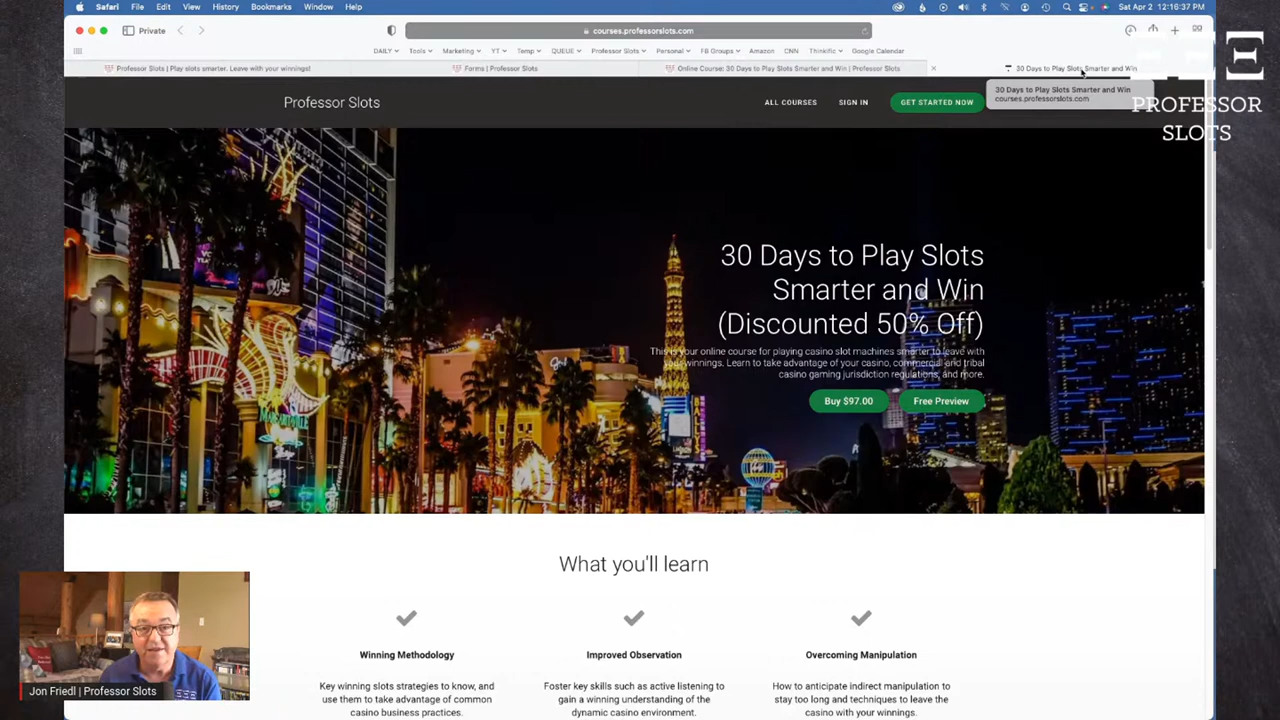 Safari File Edit View History Bookmarks Window Help
Sat Apr 2 12:16:37 PM
Private
courses.professorslots.com
DAILY Tools Marketing YT Temp QUEUE Professor Slots Personal FB Groups Amazon CNN Thinkific Google Calendar
Professor Slots | Play slots smarter. Leave with your winnings!
Forms | Professor Slots
Online Course: 30 Days to Play Slots Smarter and Win | Professor Slots
30 Days to Play Slots Smarter and Win
30 Days to Play Slots Smarter and Win
courses.professorslots.com
PROFESSOR
SLOTS
Professor Slots
ALL COURSES
SIGN IN
GET STARTED NOW
30 Days to Play Slots
Smarter and Win
(Discounted 50% Off)
This is your online course for playing casino slot machines smarter to leave with
your winnings. Learn to take advantage of your casino, commercial and tribal
casino gaming jurisdiction regulations, and more.
Buy $97.00
Free Preview
What you'll learn
Winning Methodology
Key winning slots strategies to know, and
use them to take advantage of common
casino business practices.
Improved Observation
Foster key skills such as active listening to
gain a winning understanding of the
dynamic casino environment.
Overcoming Manipulation
How to anticipate indirect manipulation to
stay too long and techniques to leave the
casino with your winnings.
Jon Friedl | Professor Slots